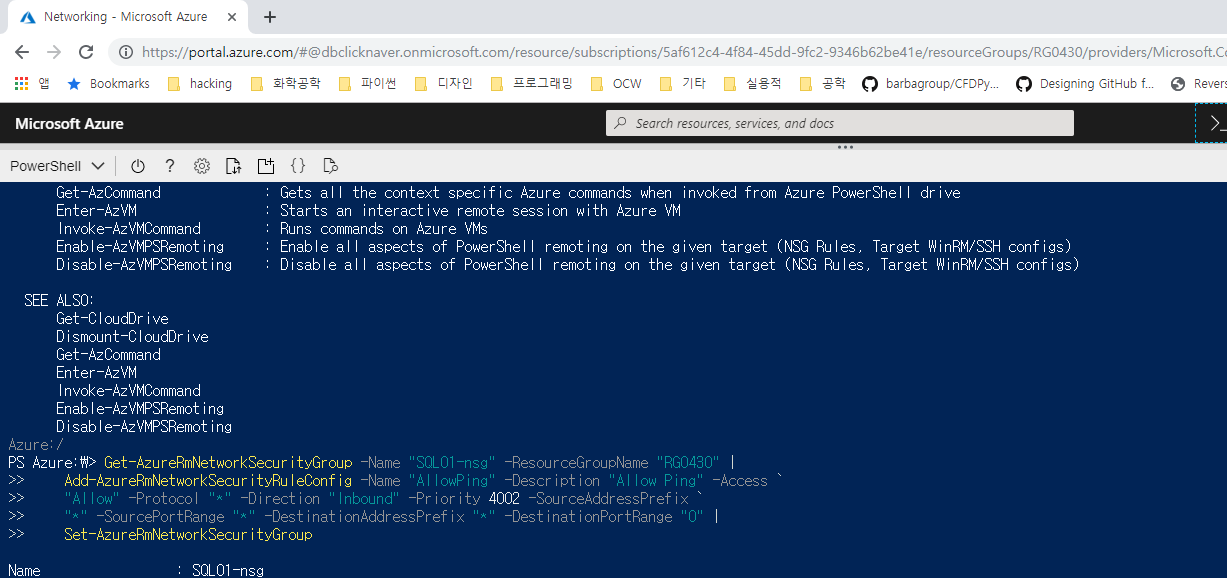 Networking - Microsoft Azure
https://portal.azure.com/#@dbclicknaver.onmicrosoft.com/resource/subscriptions/5af612c4-4f84-45dd-9fc2-9346b62be41e/resourceGroups/RG0430/providers/Microsoft.Co
앱 Bookmarks hacking 화학공학 파이썬 디자인 프로그래밍 OCW 기타 실용적 공학 barbagroup/CFDPy... Designing GitHub f... Revers
Microsoft Azure Search resources, services, and docs
PowerShell
Get-AzCommand : Gets all the context specific Azure commands when invoked from Azure PowerShell drive
Enter-AzVM : Starts an interactive remote session with Azure VM
Invoke-AzVMCommand : Runs commands on Azure VMs
Enable-AzVMPSRemoting : Enable all aspects of PowerShell remoting on the given target (NSG Rules, Target WinRM/SSH configs)
Disable-AzVMPSRemoting : Disable all aspects of PowerShell remoting on the given target (NSG Rules, Target WinRM/SSH configs)
SEE ALSO:
Get-CloudDrive
Dismount-CloudDrive
Get-AzCommand
Enter-AzVM
Invoke-AzVMCommand
Enable-AzVMPSRemoting
Disable-AzVMPSRemoting
Azure:/
PS Azure:₩> Get-AzureRmNetworkSecurityGroup -Name "SQL01-nsg" -ResourceGroupName "RG0430" |
>> Add-AzureRmNetworkSecurityRuleConfig -Name "AllowPing" -Description "Allow Ping" -Access `
>> "Allow" -Protocol "*" -Direction "Inbound" -Priority 4002 -SourceAddressPrefix `
>> "*" -SourcePortRange "*" -DestinationAddressPrefix "*" -DestinationPortRange "0" |
>> Set-AzureRmNetworkSecurityGroup
Name : SQL01-nsg